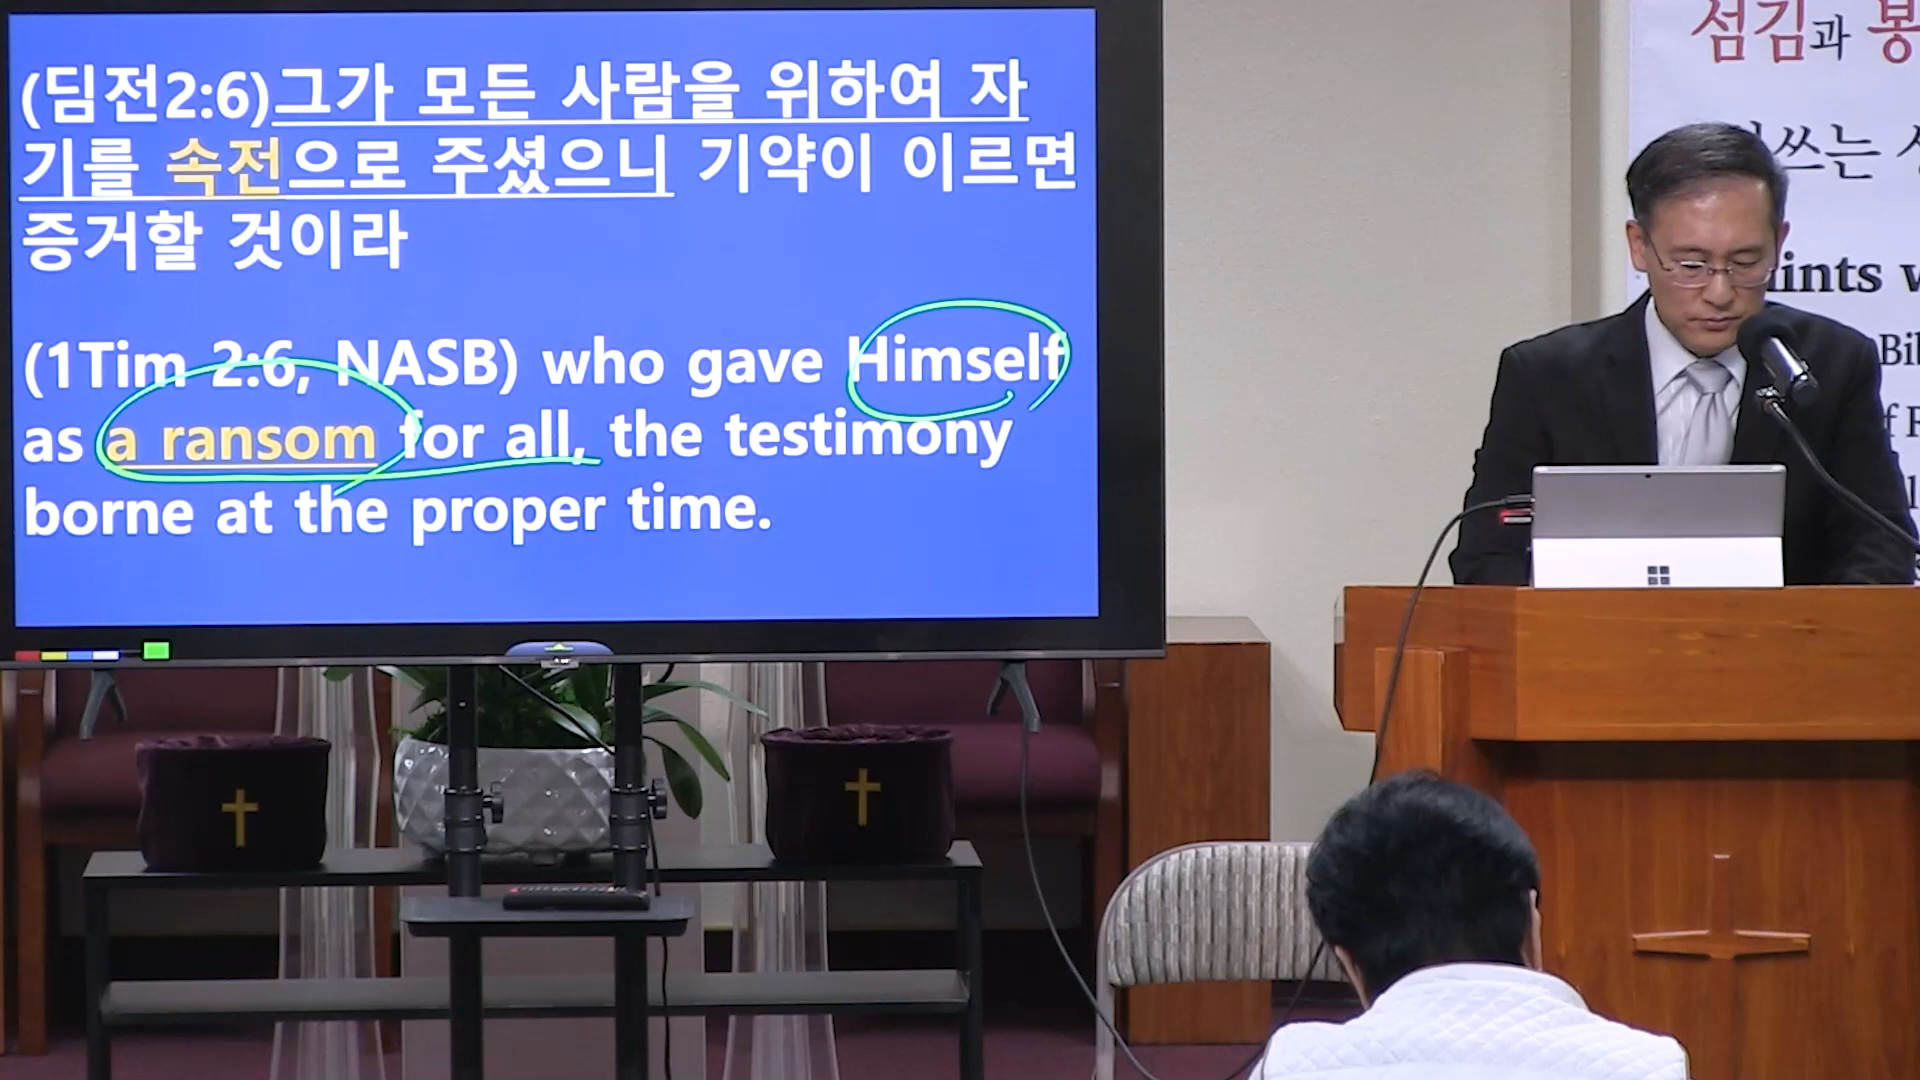 (딤전2:6)그가 모든 사람을 위하여 자
기를 속전으로 주셨으니 기약이 이르면
증거할 것이라
(1Tim 2:6, NASB) who gave Himself
as a ransom for all, the testimony
borne at the proper time.
섬김과
쓰는